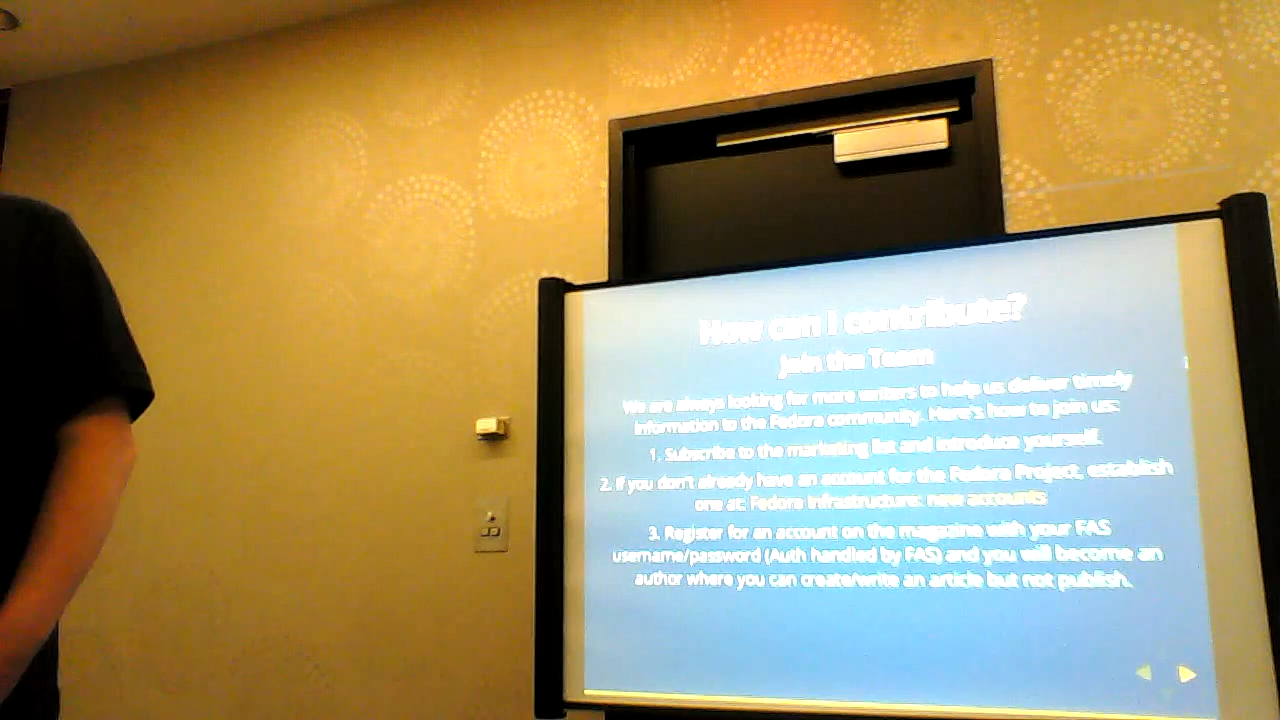 How can I contribute?
Join the Team
We are always looking for more writers to help us deliver timely
information to the Fedora community. Here's how to join us:
1. Subscribe to the marketing list and introduce yourself.
2. If you don't already have an account for the Fedora Project, establish
one at: Fedora Infrastructure: new accounts
3. Register for an account on the magazine with your FAS
username/password (Auth handled by FAS) and you will become an
author where you can create/write an article but not publish.